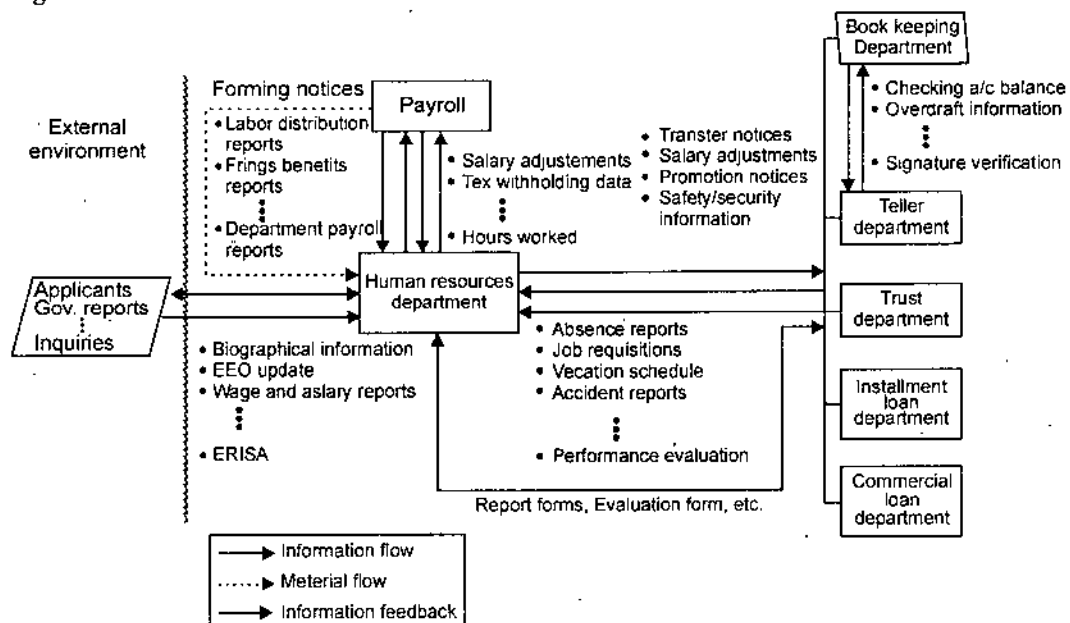 External
environment
Applicants
Gov. reports
Inquiries
Forming notices
• Labor distribution
reports
• Frings benefits
reports
• Department payroll
reports
Payroll
• Salary adjustements
• Tex withholding data
• Hours worked
Human resources
department
• Biographical information
• EEO update
• Wage and aslary reports
• ERISA
• Transter notices
• Salary adjustments
• Promotion notices
• Safety/security
information
• Absence reports
• Job requisitions
• Vecation schedule
• Accident reports
• Performance evaluation
Report forms, Evaluation form, etc.
Book keeping
Department
• Checking a/c balance
• Overdraft information
• Signature verification
Teller
department
Trust
department
Installment
loan
department
Commercial
loan
department
Information flow
Meterial flow
Information feedback